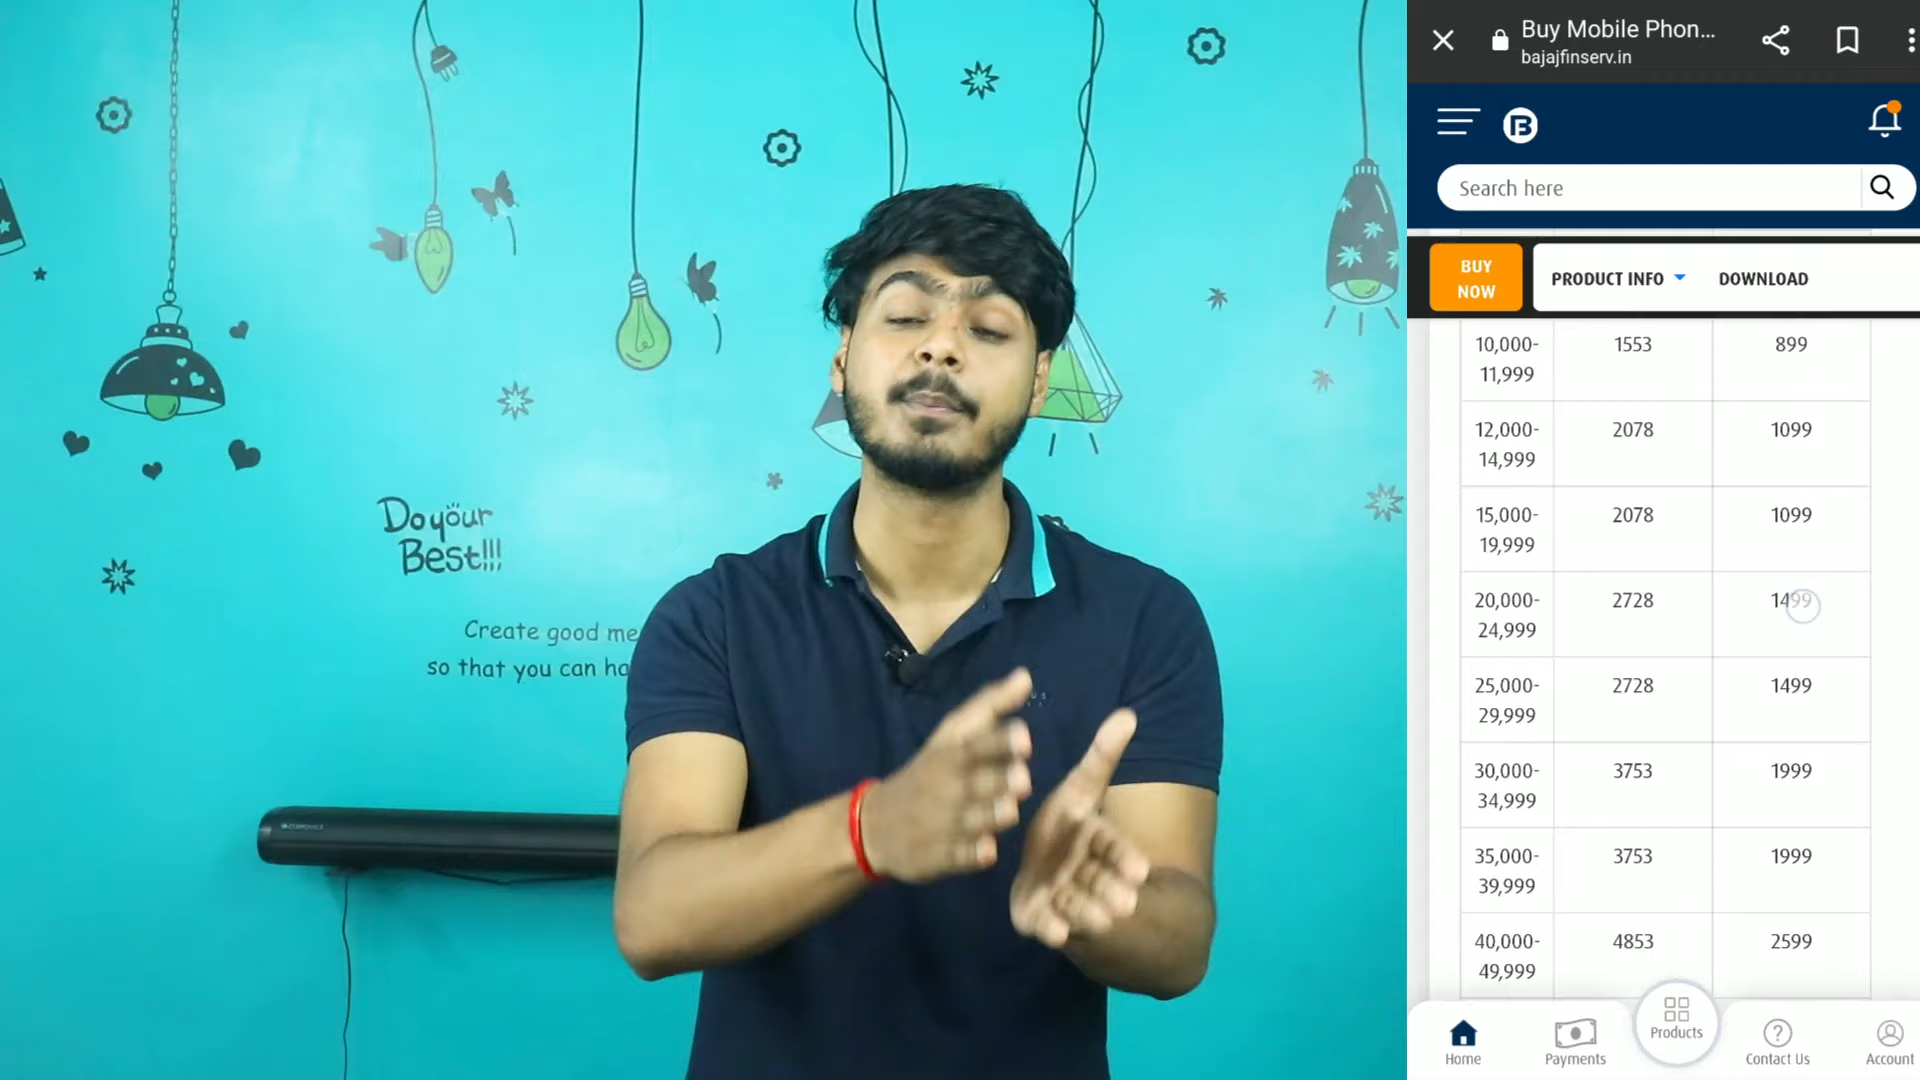 Do your
Best!!!
Create good me
so that you can ha
Buy Mobile Phon...
bajajfinserv.in
B
Search here
BUY
NOW
PRODUCT INFO
DOWNLOAD
10,000-
11,999
1553
899
12,000-
14,999
2078
1099
15,000-
19,999
2078
1099
20,000-
24,999
2728
1499
25,000-
29,999
2728
1499
30,000-
34,999
3753
1999
35,000-
39,999
3753
1999
40,000-
49,999
4853
2599
Home
Payments
Products
Contact Us
Account